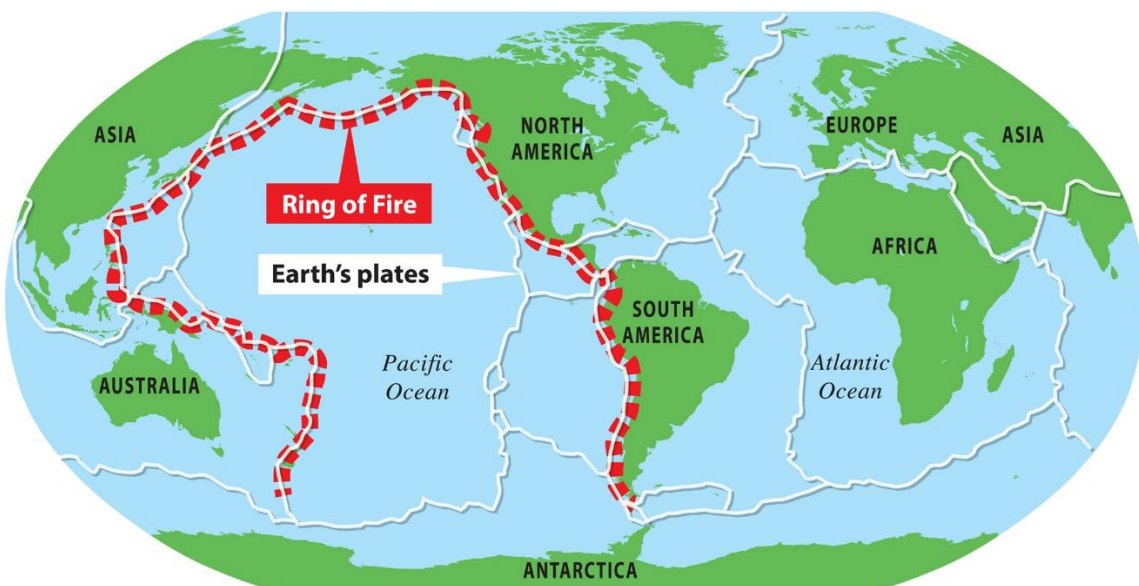 ASIA
NORTH
AMERICA
EUROPE
ASIA
Ring of Fire
AFRICA
Earth's plates
SOUTH
AMERICA
Pacific
Ocean
Atlantic
Ocean
AUSTRALIA
ANTARCTICA